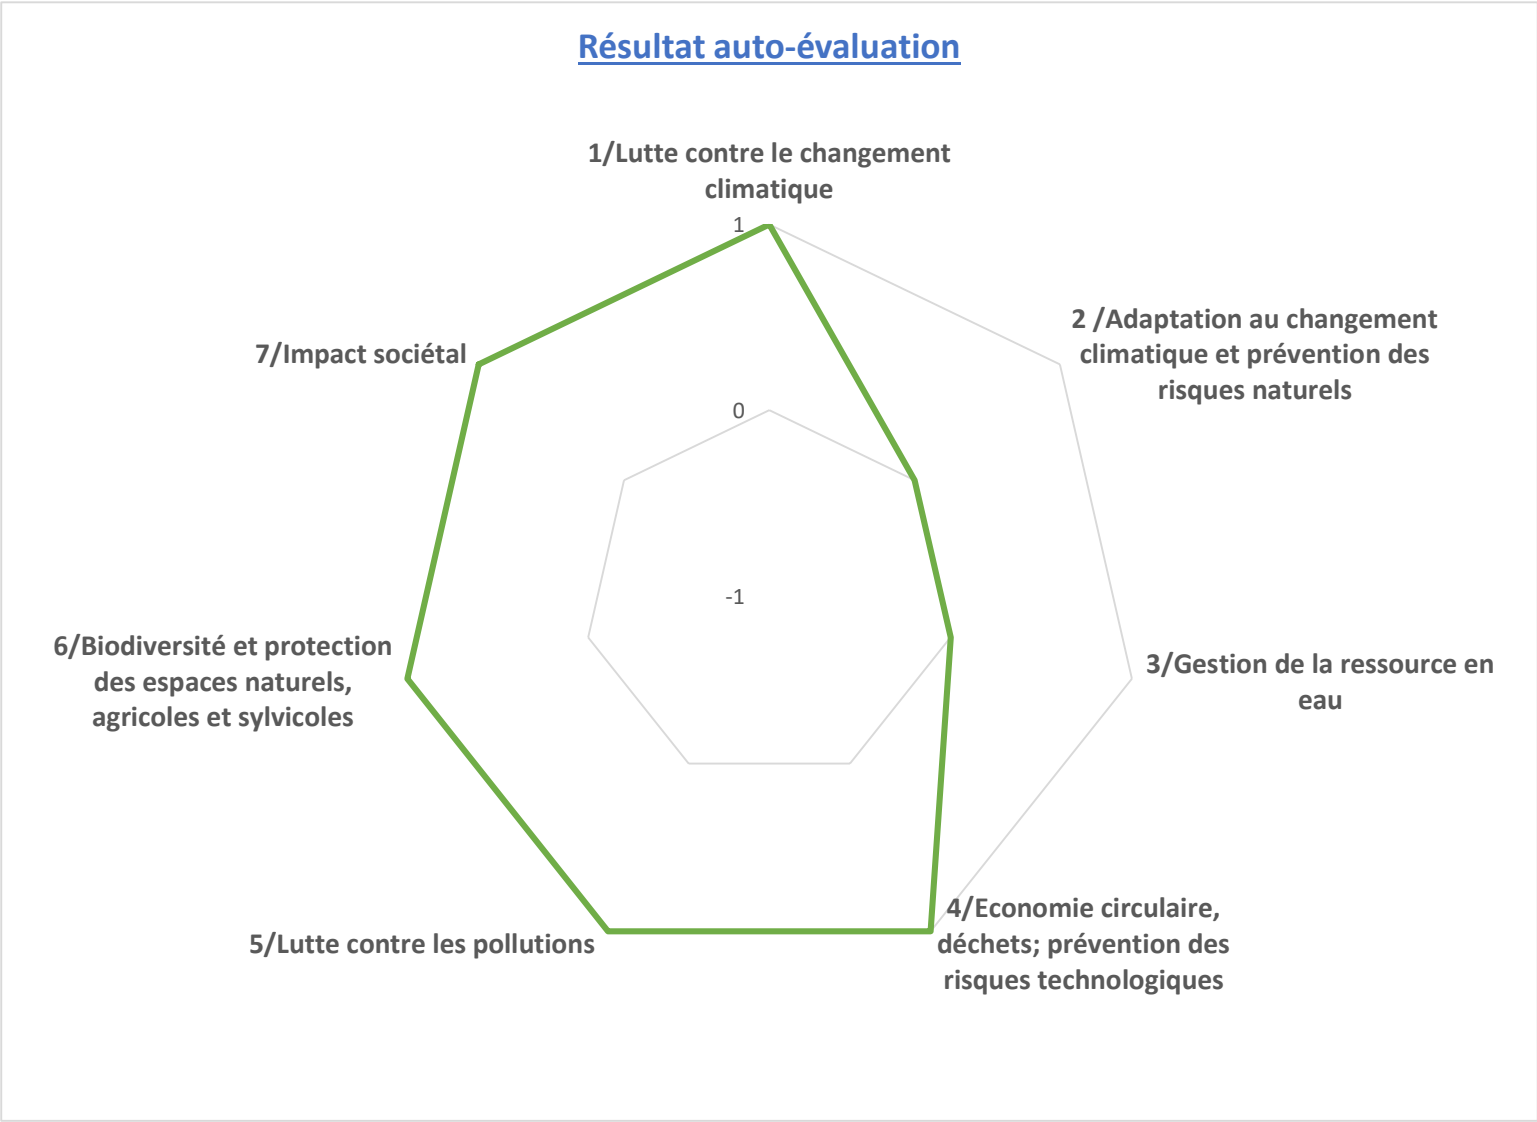 Résultat auto-évaluation
1/Lutte contre le changement
climatique
1
2 /Adaptation au changement
climatique et prévention des
risques naturels
7/Impact sociétal
0
-1
6/Biodiversité et protection
des espaces naturels,
agricoles et sylvicoles
3/Gestion de la ressource en
eau
4/Economie circulaire,
déchets; prévention des
risques technologiques
5/Lutte contre les pollutions